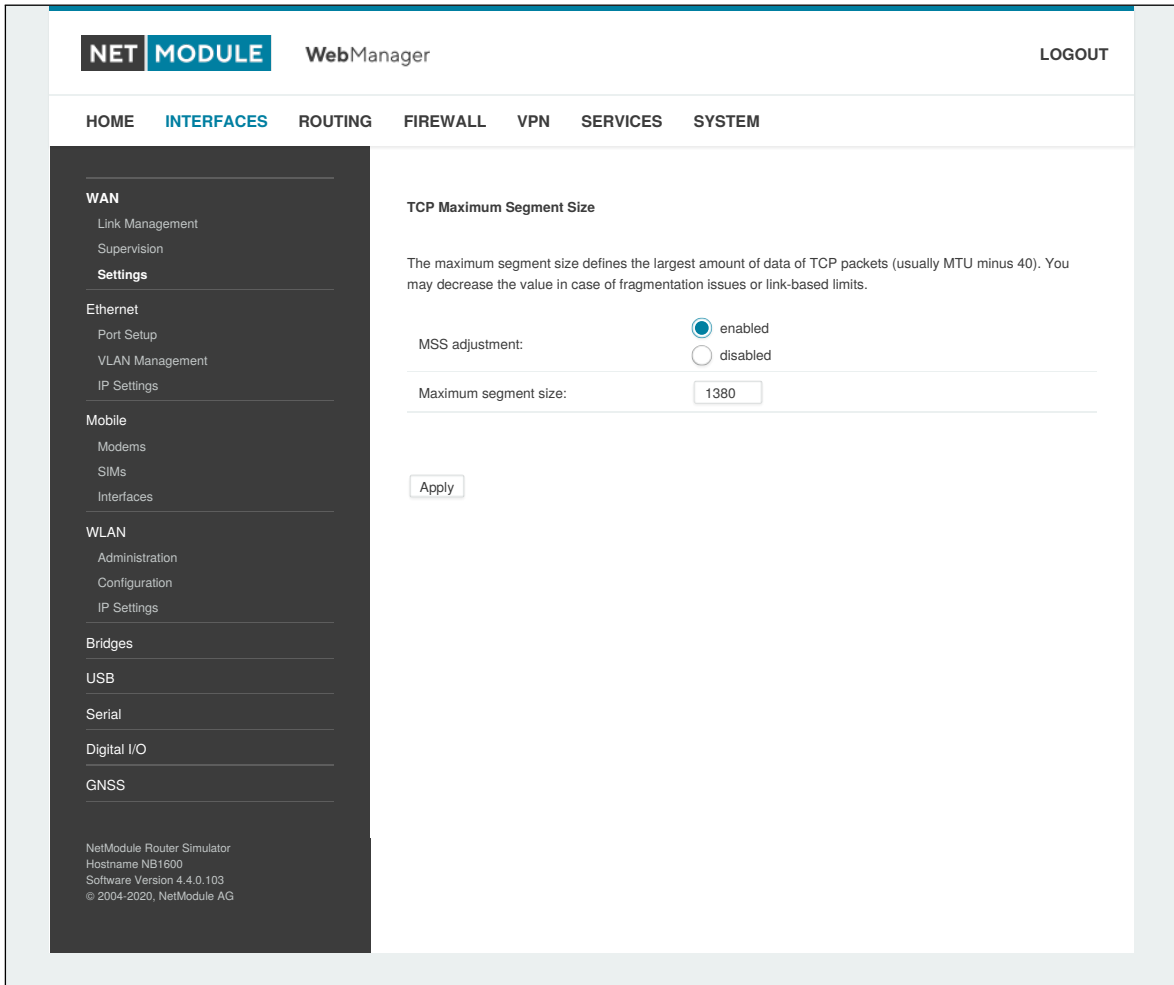 NET MODULE WebManager LOGOUT
HOME INTERFACES ROUTING FIREWALL VPN SERVICES SYSTEM
WAN
Link Management
Supervision
Settings
Ethernet
Port Setup
VLAN Management
IP Settings
Mobile
Modems
SIMs
Interfaces
WLAN
Administration
Configuration
IP Settings
Bridges
USB
Serial
Digital I/O
GNSS
NetModule Router Simulator
Hostname NB1600
Software Version 4.4.0.103
© 2004-2020, NetModule AG
TCP Maximum Segment Size
The maximum segment size defines the largest amount of data of TCP packets (usually MTU minus 40). You
may decrease the value in case of fragmentation issues or link-based limits.
MSS adjustment:
enabled
disabled
Maximum segment size: 1380
Apply